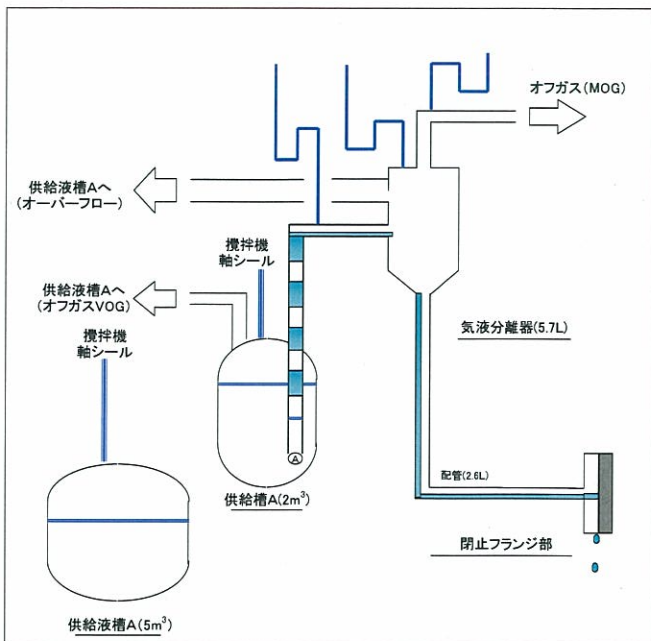 オフガス(MOG)
供給液槽Aへ
(オーバーフロー)
攪拌機
軸シール
供給液槽Aへ
(オフガスVOG)
攪拌機
軸シール
気液分離器(5.7L)
A
配管(2.6L)
供給槽A(2m³)
閉止フランジ部
供給液槽A(5m³)